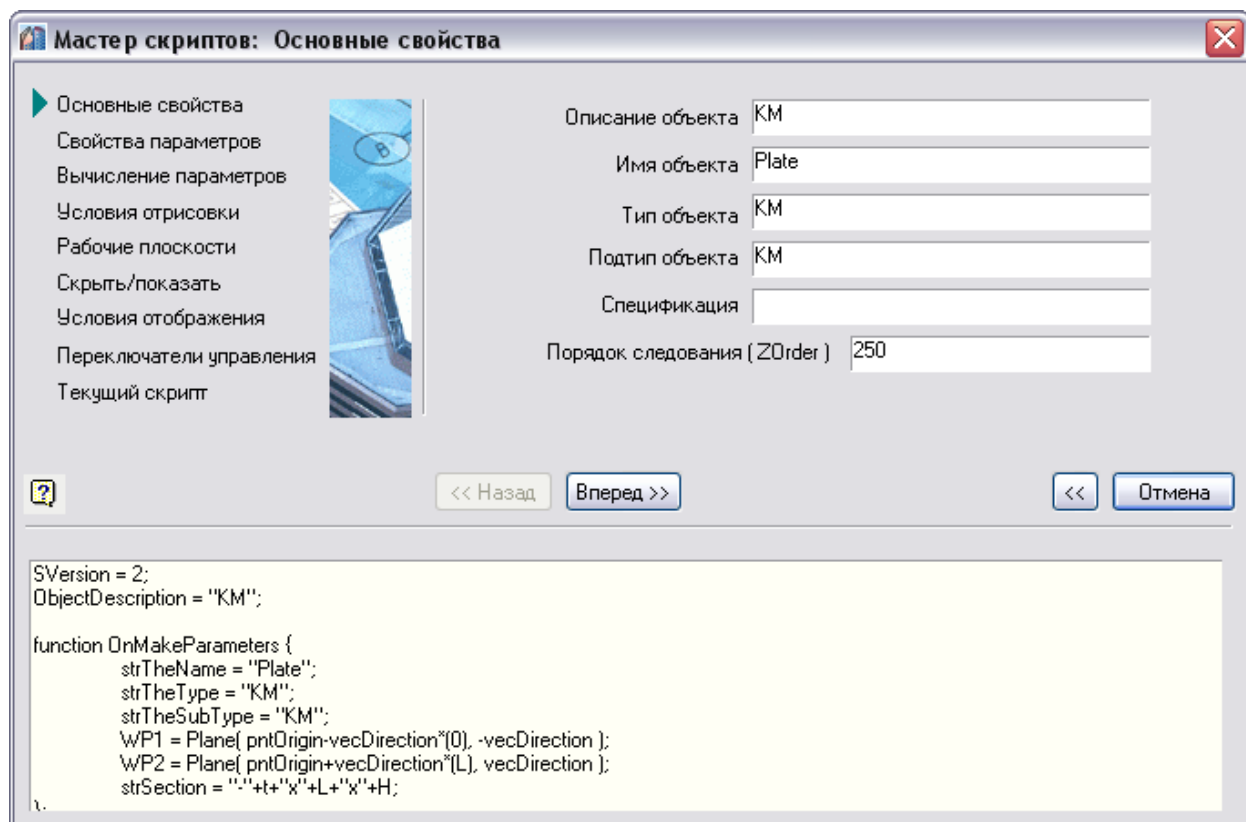 Мастер скриптов: Основные свойства
Основные свойства
Свойства параметров
Вычисление параметров
Условия отрисовки
Рабочие плоскости
Скрыть/показать
Условия отображения
Переключатели управления
Текущий скрипт
B
Описание объекта KM
Имя объекта Plate
Тип объекта KM
Подтип объекта KM
Спецификация
Порядок следования ( ZOrder ) 250
?
<< Назад
Вперед >>
<<
Отмена
SVersion = 2;
ObjectDescription = "KM";
function OnMakeParameters {
strTheName = "Plate";
strTheType = "KM";
strTheSubType = "KM";
WP1 = Plane( pntOrigin-vecDirection*(0), -vecDirection );
WP2 = Plane( pntOrigin+vecDirection*(L), vecDirection );
strSection = "-"+t+"x"+L+"x"+H;
};